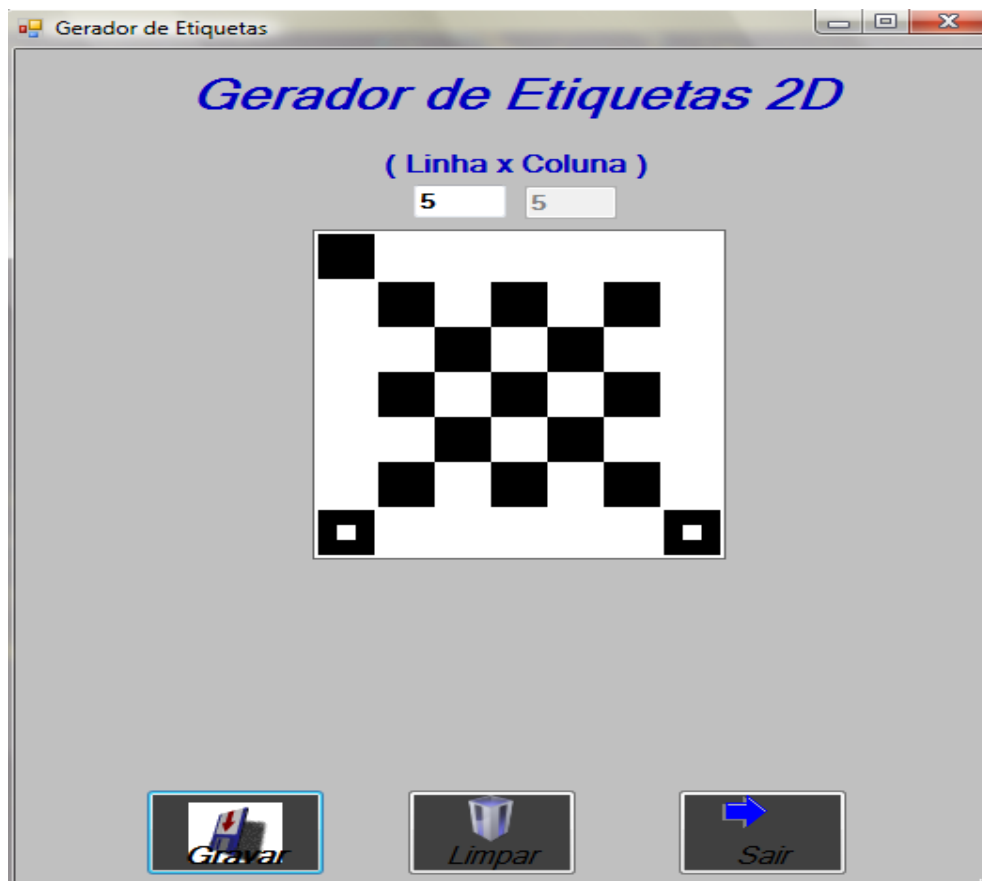 Gerador de Etiquetas
Gerador de Etiquetas 2D
( Linha x Coluna )
5 5
Gravar Limpar Sair